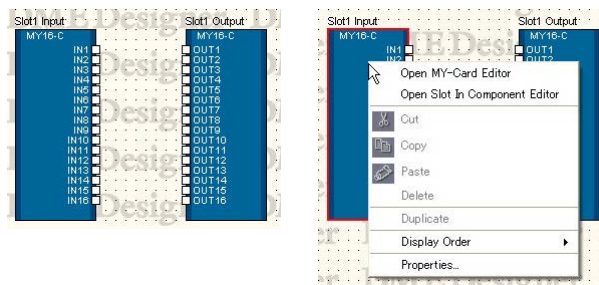 Slot1 Input
Slot1 Output
MY16-C
MY16-C
IN1
IN2
IN3
IN4
IN5
IN6
IN7
IN8
IN9
IN10
IN11
IN12
IN13
IN14
IN15
IN16
OUT1
OUT2
OUT3
OUT4
OUT5
OUT6
OUT7
OUT8
OUT9
OUT10
OUT11
OUT12
OUT13
OUT14
OUT15
OUT16
DME Designer
Slot1 Input
Slot1 Output
MY16-C
MY16-C
IN1
IN2
OUT1
OUT2
Open MY-Card Editor
Open Slot In Component Editor
Cut
Copy
Paste
Delete
Duplicate
Display Order
Properties...